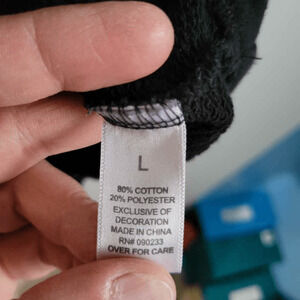 L
80% COTTON
20% POLYESTER
EXCLUSIVE OF
DECORATION
MADE IN CHINA
RN# 090233
OVER FOR CARE